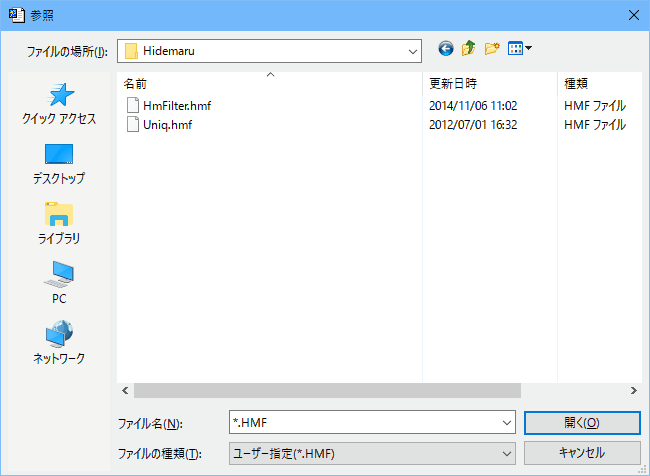 参照
ファイルの場所(I):
Hidemaru
名前
更新日時
種類
HmFilter.hmf
2014/11/06 11:02
HMF ファイル
Uniq.hmf
2012/07/01 16:32
HMF ファイル
クイック アクセス
デスクトップ
ライブラリ
PC
ネットワーク
ファイル名(N):
*.HMF
開く(O)
ファイルの種類(T):
ユーザー指定(*.HMF)
キャンセル